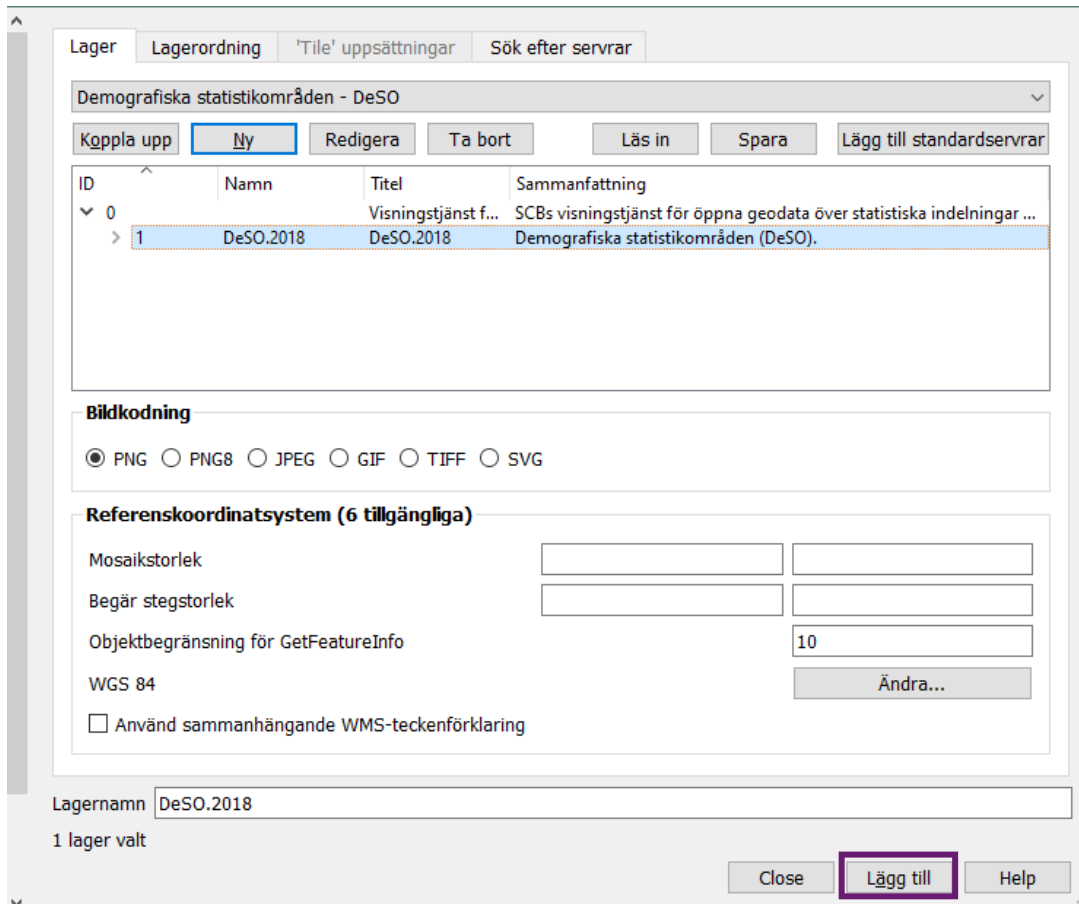 Lager Lagerordning 'Tile' uppsättningar Sök efter servrar
Demografiska statistikområden - DeSO
Koppla upp Ny Redigera Ta bort Läs in Spara Lägg till standardservrar
ID Namn Titel Sammanfattning
0 Visningstjänst f... SCBs visningstjänst för öppna geodata över statistiska indelningar ...
1 DeSO.2018 DeSO.2018 Demografiska statistikområden (DeSO).
Bildkodning
PNG PNG8 JPEG GIF TIFF SVG
Referenskoordinatsystem (6 tillgängliga)
Mosaikstorlek
Begär stegstorlek
Objektbegränsning för GetFeatureInfo 10
WGS 84 Ändra...
Använd sammanhängande WMS-teckenförklaring
Lagernamn DeSO.2018
1 lager valt
Close Lägg till Help